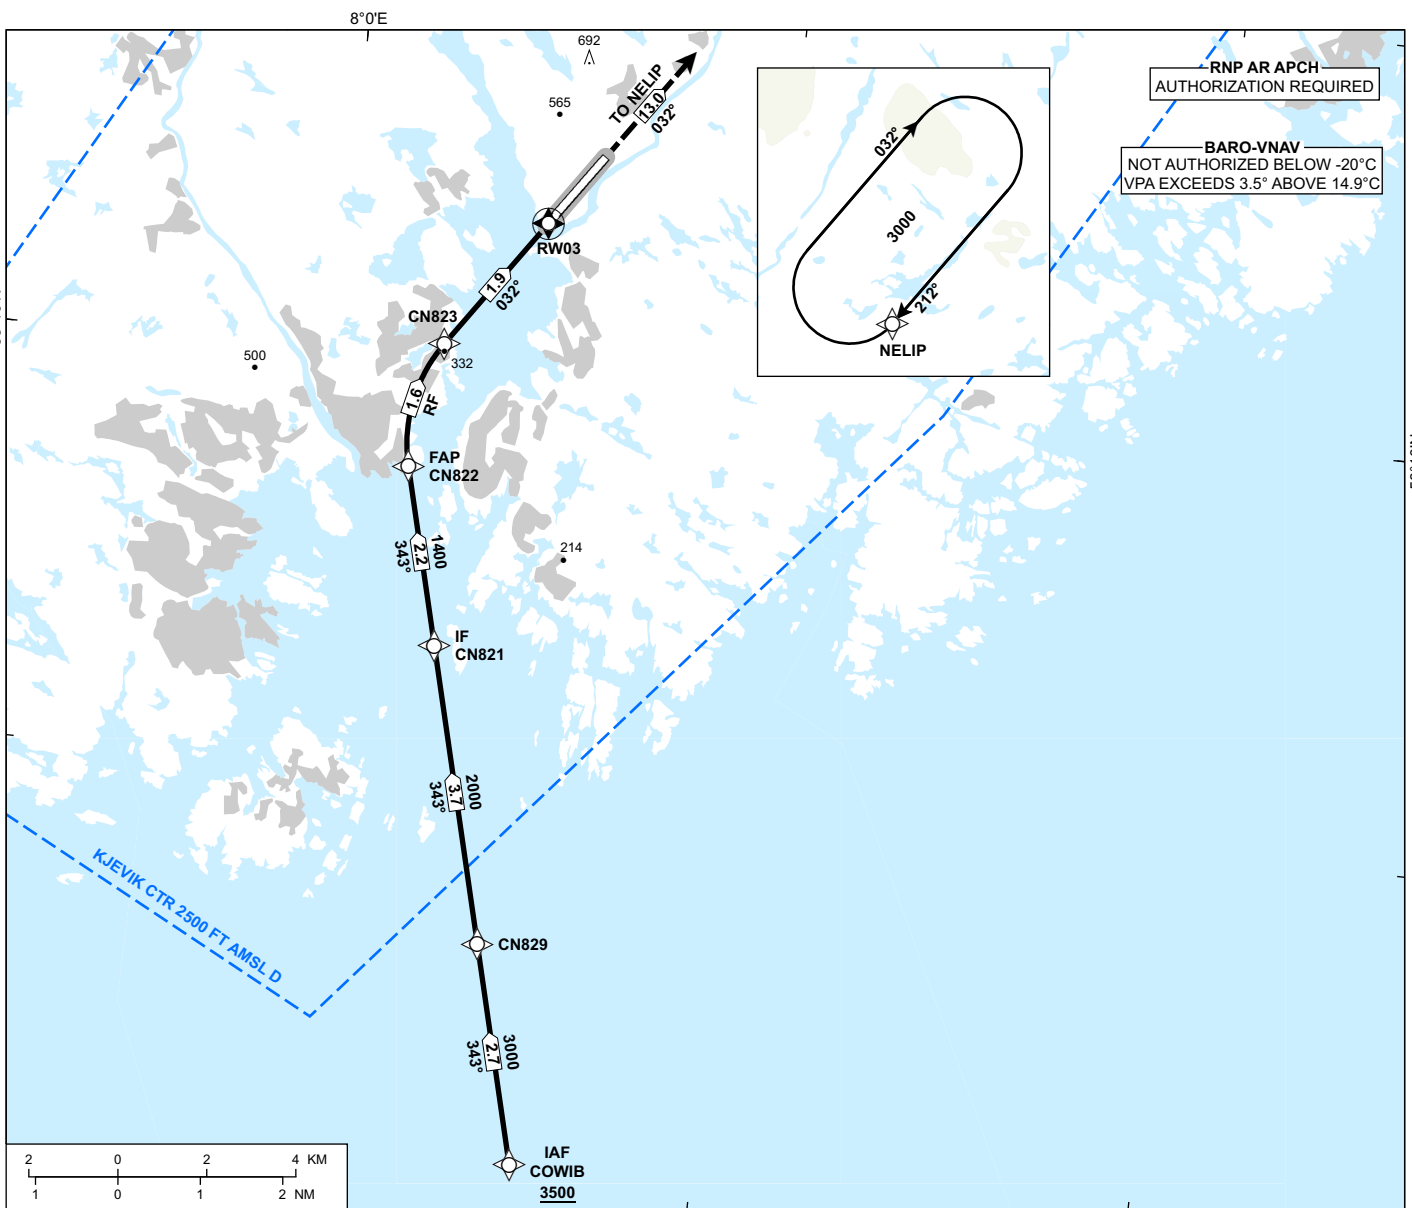 8°0'E
692
565
TO NELIP
13.0
032°
RNP AR APCH
AUTHORIZATION REQUIRED
BARO-VNAV
NOT AUTHORIZED BELOW -20°C
VPA EXCEEDS 3.5° ABOVE 14.9°C
032°
3000
212°
NELIP
RW03
1.9
032°
CN823
332
500
1.6
RF
FAP
CN822
214
2.2
1400
343°
IF
CN821
3.7
2000
343°
KJEVIK CTR 2500 FT AMSL D
CN829
2.7
3000
343°
IAF
COWIB
3500
2 0 2 4 KM
1 0 1 2 NM